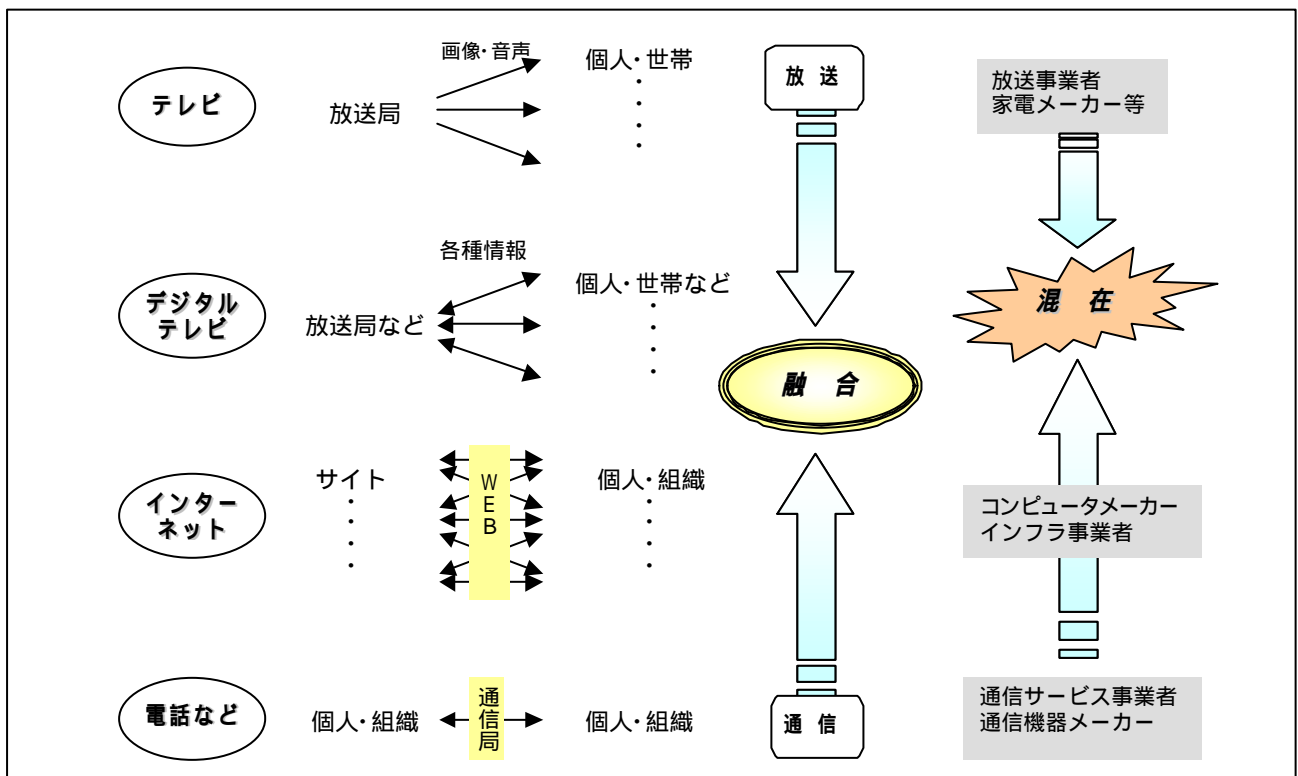 テレビ
放送局
画像・音声
個人・世帯
放 送
放送事業者
家電メーカー等
デジタル
テレビ
放送局など
各種情報
個人・世帯など
混 在
融 合
インター
ネット
サイト
WEB
個人・組織
コンピュータメーカー
インフラ事業者
電話など
個人・組織
通信局
個人・組織
通 信
通信サービス事業者
通信機器メーカー